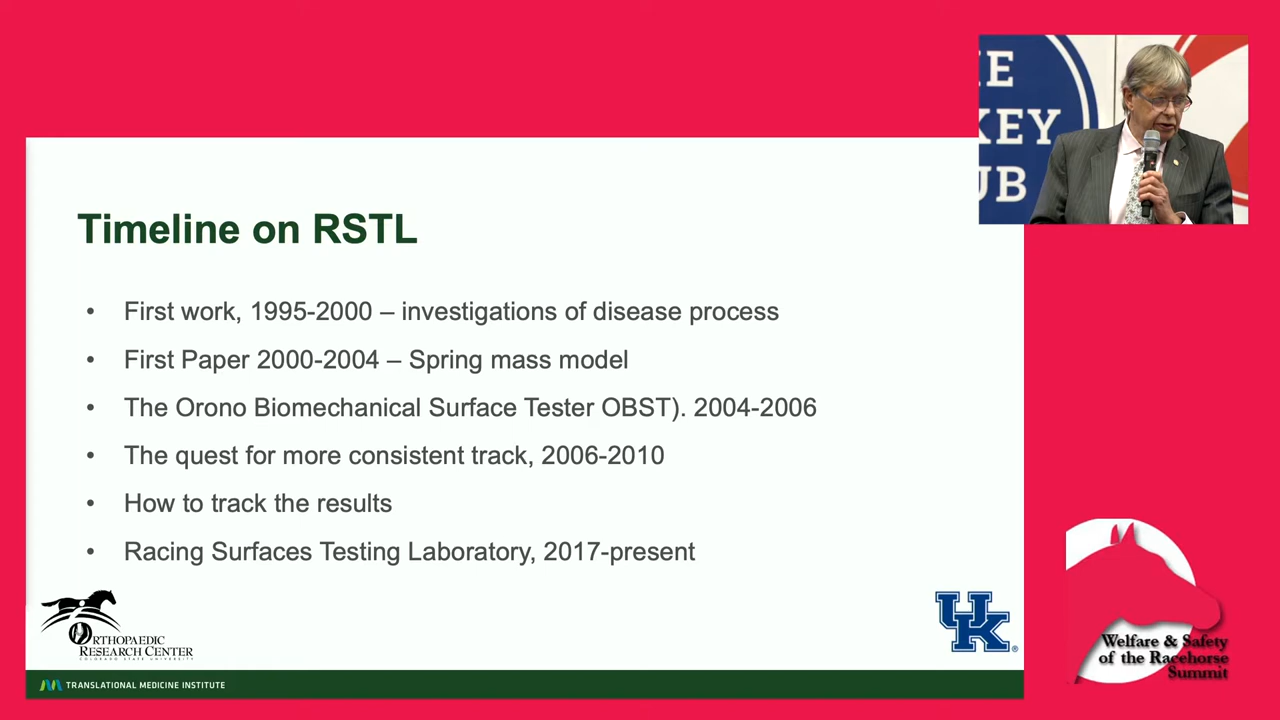 HE
KEY
UB
Timeline on RSTL
• First work, 1995-2000 – investigations of disease process
• First Paper 2000-2004 – Spring mass model
• The Orono Biomechanical Surface Tester OBST). 2004-2006
• The quest for more consistent track, 2006-2010
• How to track the results
• Racing Surfaces Testing Laboratory, 2017-present
ORTHOPAEDIC
RESEARCH CENTER
COLORADO STATE UNIVERSITY
UK
®
Welfare & Safety
of the Racehorse
Summit
TRANSLATIONAL MEDICINE INSTITUTE